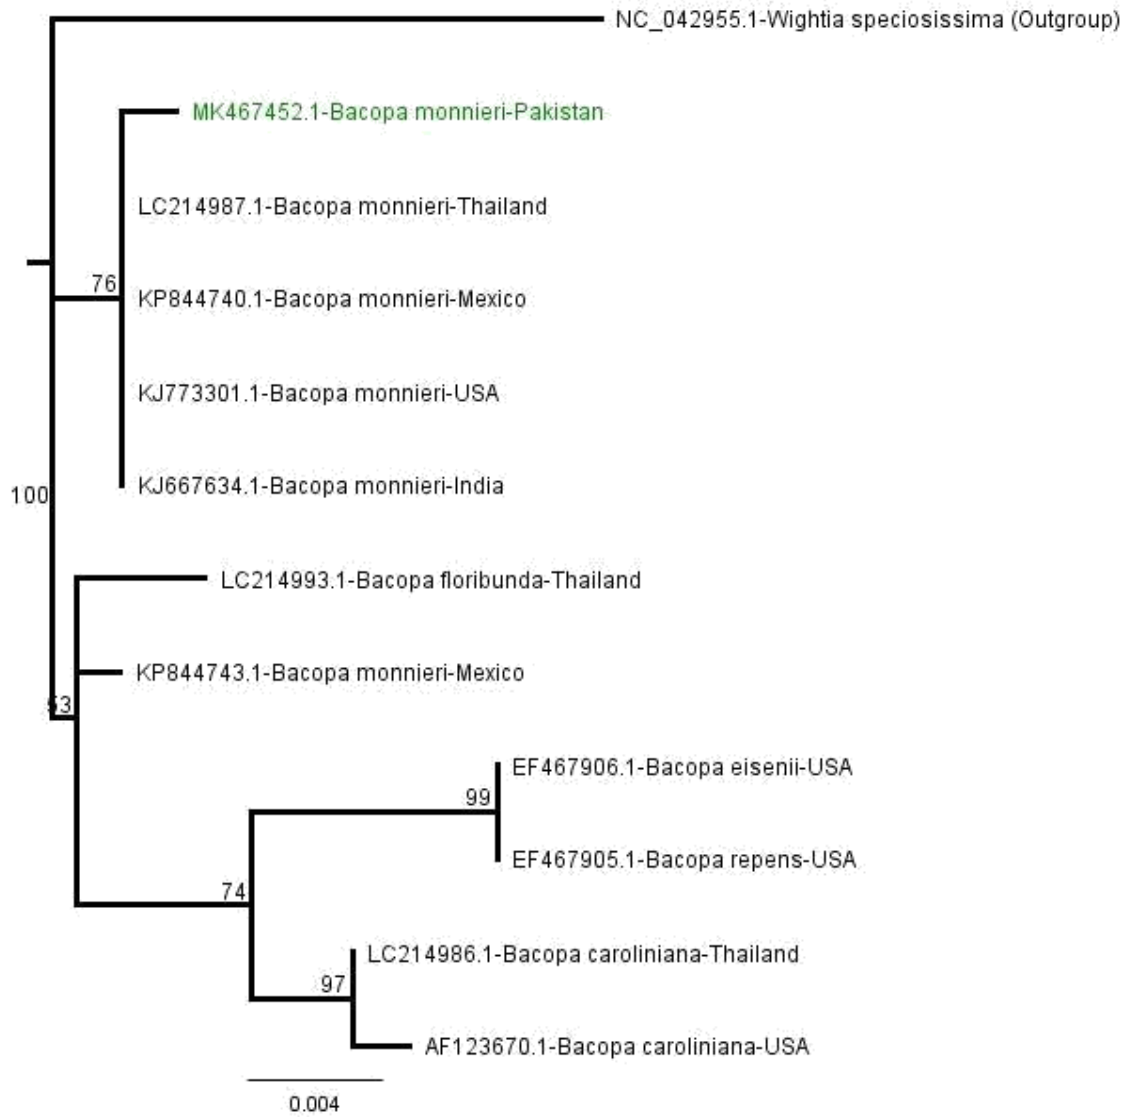 NC_042955.1-Wightia speciosissima (Outgroup)
MK467452.1-Bacopa monnieri-Pakistan
LC214987.1-Bacopa monnieri-Thailand
76
KP844740.1-Bacopa monnieri-Mexico
KJ773301.1-Bacopa monnieri-USA
KJ667634.1-Bacopa monnieri-India
100
LC214993.1-Bacopa floribunda-Thailand
KP844743.1-Bacopa monnieri-Mexico
53
EF467906.1-Bacopa eisenii-USA
99
EF467905.1-Bacopa repens-USA
74
LC214986.1-Bacopa caroliniana-Thailand
97
AF123670.1-Bacopa caroliniana-USA
0.004